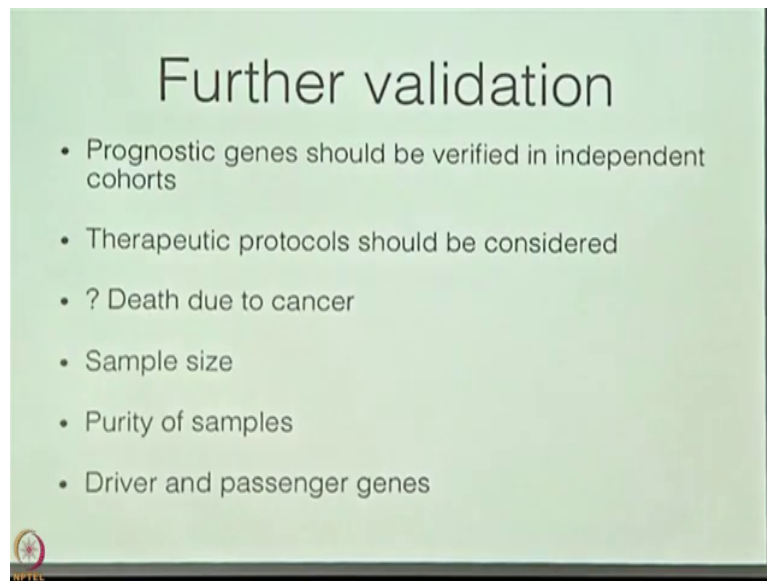 Further validation
• Prognostic genes should be verified in independent
cohorts
• Therapeutic protocols should be considered
• ? Death due to cancer
• Sample size
• Purity of samples
• Driver and passenger genes
NPTEL